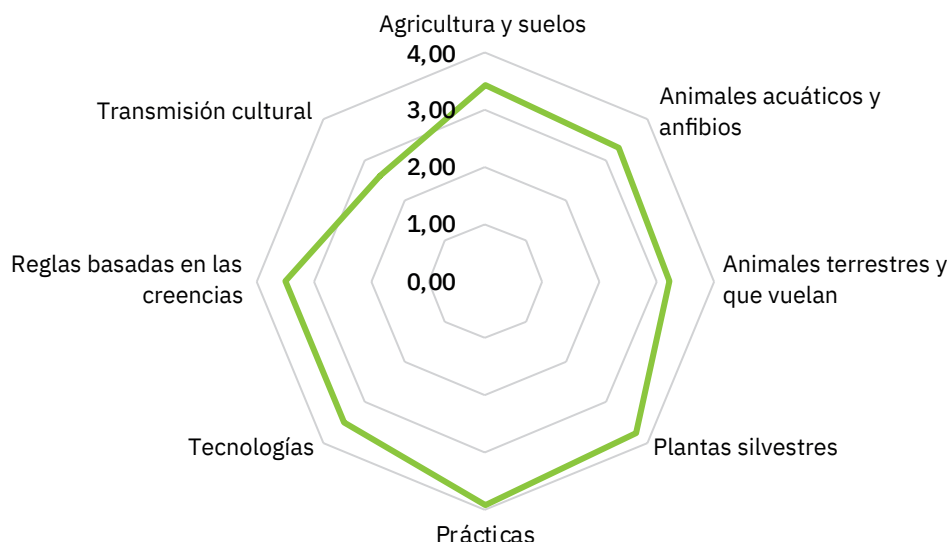 Agricultura y suelos
4,00
3,00
2,00
1,00
0,00
Animales acuáticos y
anfibios
Animales terrestres y
que vuelan
Plantas silvestres
Prácticas
Tecnologías
Reglas basadas en las
creencias
Transmisión cultural